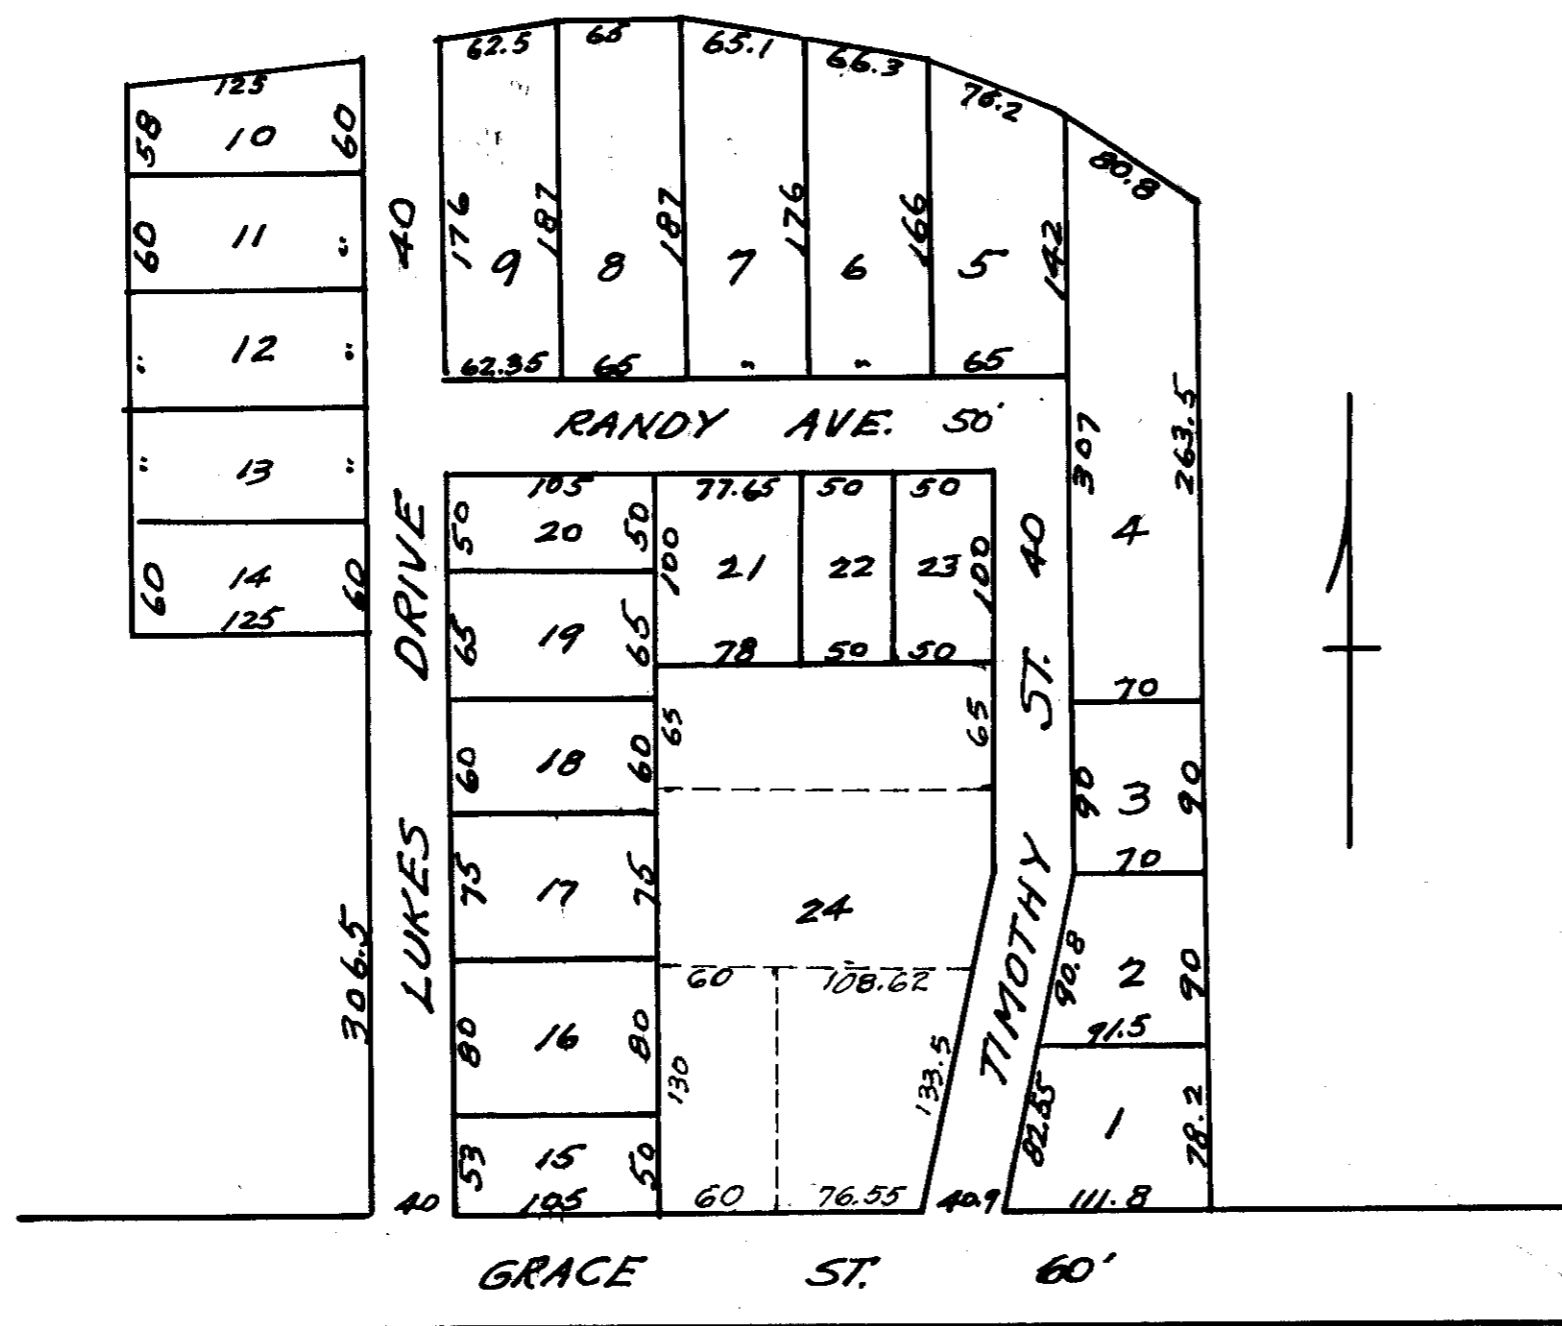 62.5 65 65.1 66.3 76.2 80.8
125
58 10 60
60 11 "
" 12 "
" 13 "
60 14 60
125
40
176 9 187 8 187 7 176 6 166 5 142
62.35 65 " " 65
RANDY AVE. 50'
307 4 263.5
70
105
50 20 50
65 19 65
60 18 60
75 17 75
80 16 80
53 15 50
105
77.65 50 50
100 21 22 23 100
78 50 50
65 65
24
60 108.62
130 133.5
60 76.55
LUKES DRIVE
306.5
40
TIMOTHY ST. 40
40.9
90 3 90
70
90.8 2 90
91.5
82.55 1 78.2
111.8
GRACE ST. 60'